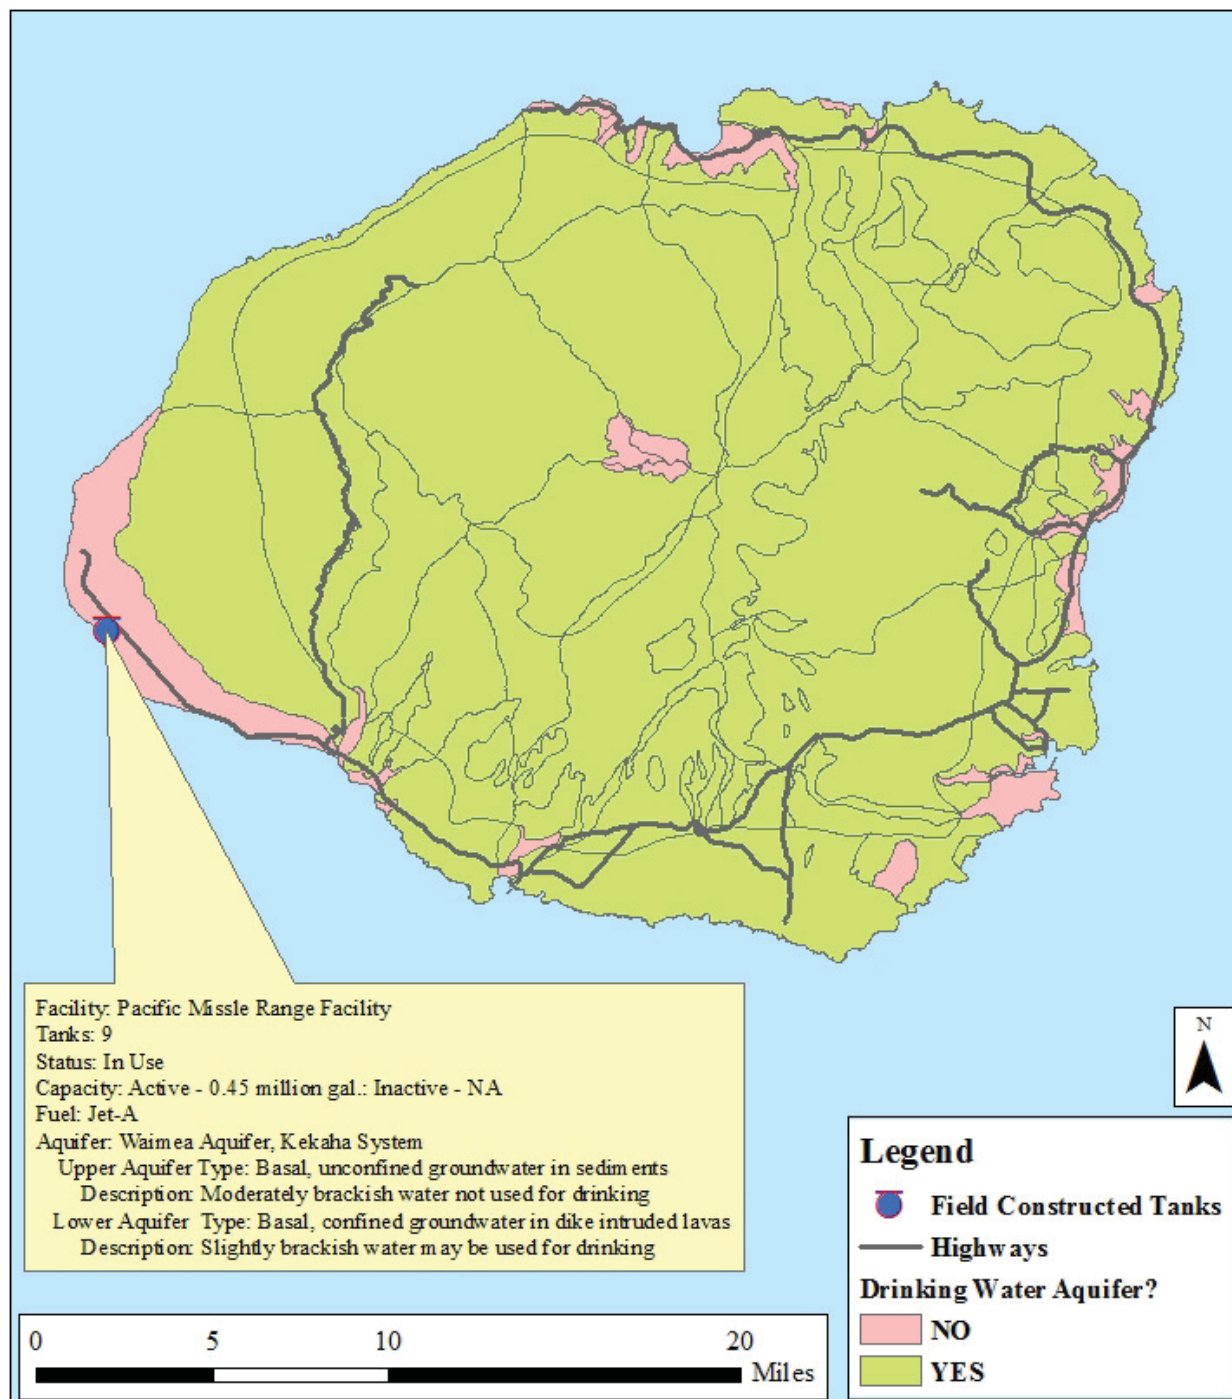 Facility: Pacific Missle Range Facility
Tanks: 9
Status: In Use
Capacity: Active - 0.45 million gal.: Inactive - NA
Fuel: Jet-A
Aquifer: Waimea Aquifer, Kekaha System
Upper Aquifer Type: Basal, unconfined groundwater in sediments
Description: Moderately brackish water not used for drinking
Lower Aquifer Type: Basal, confined groundwater in dike intruded lavas
Description: Slightly brackish water may be used for drinking
N
Legend
Field Constructed Tanks
Highways
Drinking Water Aquifer?
NO
YES
0 5 10 20
Miles